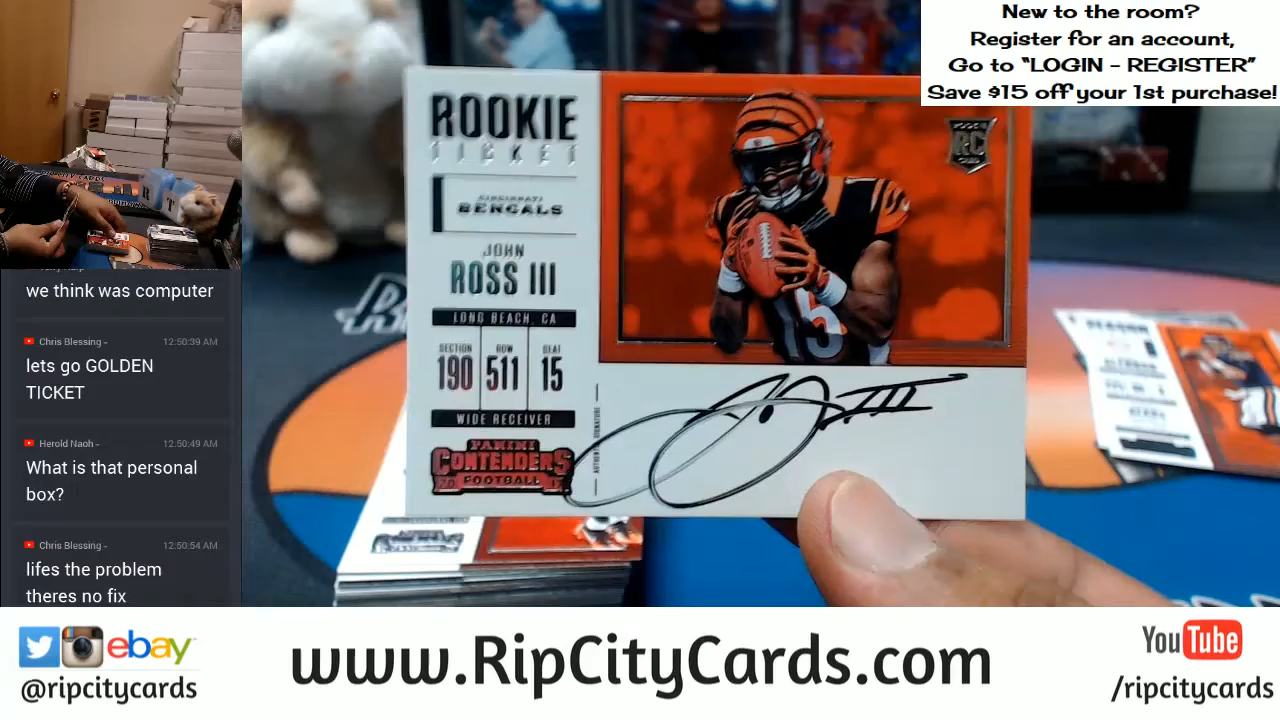 New to the room?
Register for an account,
Go to "LOGIN - REGISTER"
Save $15 off your 1st purchase!
ROOKIE
TICKET
CINCINNATI
BENGALS
JOHN
ROSS III
LONG BEACH, CA
SECTION ROW SEAT
190 511 15
WIDE RECEIVER
AUTHENTIC SIGNATURE
PANINI
CONTENDERS
2017 FOOTBALL
RC
15
we think was computer
Chris Blessing 12:50:39 AM
lets go GOLDEN
TICKET
Herold Naoh 12:50:49 AM
What is that personal
box?
Chris Blessing 12:50:54 AM
lifes the problem
theres no fix
ebay
@ripcitycards
www.RipCityCards.com
YouTube
/ripcitycards